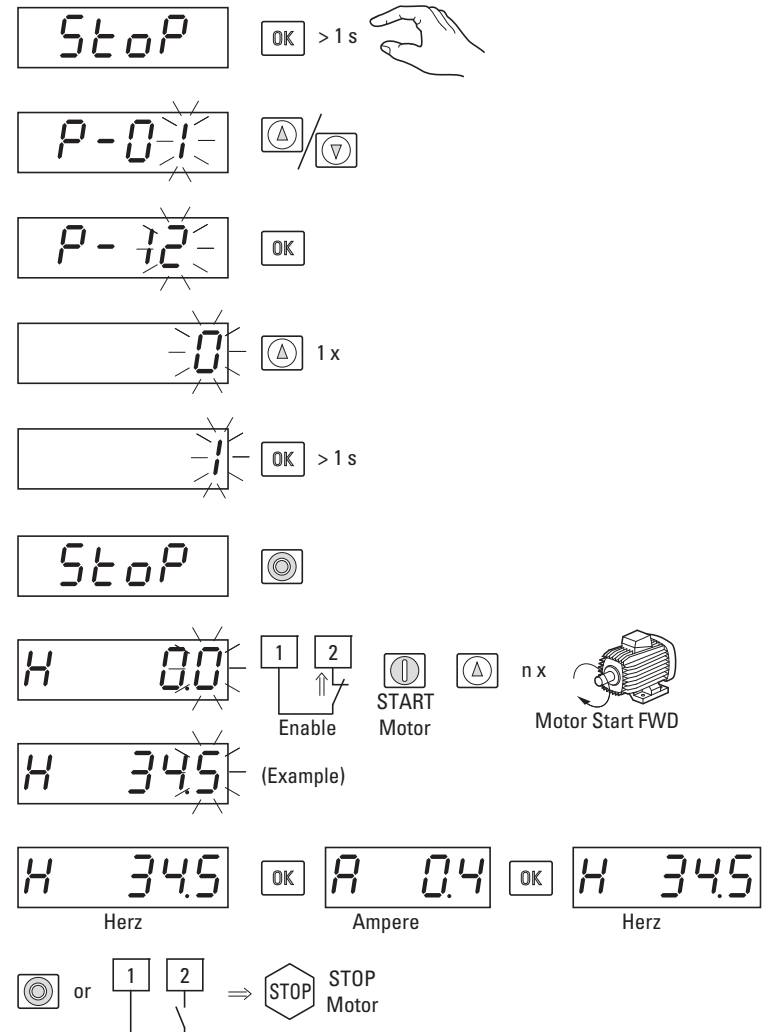 StoP OK > 1 s
P-01
P-12 OK
0 1 x
1 OK > 1 s
StoP
H 0.0 1 2 n x
Enable START Motor Motor Start FWD
H 34.5 (Example)
H 34.5 OK A 0.4 OK H 34.5
Herz Ampere Herz
or 1 2 ⇒ STOP STOP Motor